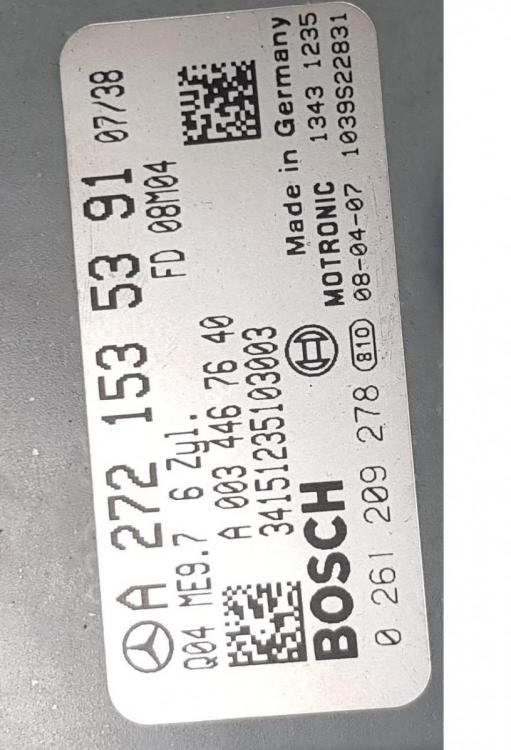 A 272 153 53 91 07/38
Q04 ME9.7 6 Zyl. FD 08M04
A 003 446 76 40
34151235103003
BOSCH
Made in Germany
MOTRONIC 1343 1235
0 261 209 278 810 08-04-07 1039S22831